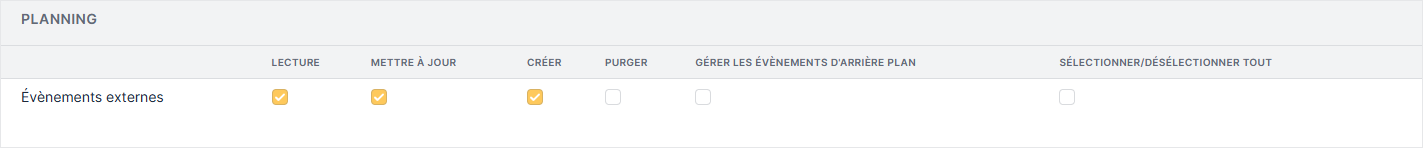 PLANNING
LECTURE METTRE À JOUR CRÉER PURGER GÉRER LES ÉVÈNEMENTS D'ARRIÈRE PLAN SÉLECTIONNER/DÉSÉLECTIONNER TOUT
Évènements externes